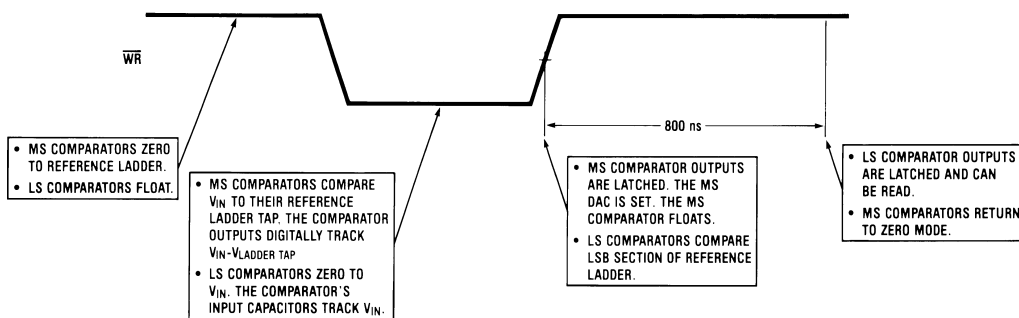 WR
800 ns
• MS COMPARATORS ZERO
TO REFERENCE LADDER.
• LS COMPARATORS FLOAT.
• MS COMPARATORS COMPARE
VIN TO THEIR REFERENCE
LADDER TAP. THE COMPARATOR
OUTPUTS DIGITALLY TRACK
VIN-VLADDER TAP
• LS COMPARATORS ZERO TO
VIN. THE COMPARATOR'S
INPUT CAPACITORS TRACK VIN.
• MS COMPARATOR OUTPUTS
ARE LATCHED. THE MS
DAC IS SET. THE MS
COMPARATOR FLOATS.
• LS COMPARATORS COMPARE
LSB SECTION OF REFERENCE
LADDER.
• LS COMPARATOR OUTPUTS
ARE LATCHED AND CAN
BE READ.
• MS COMPARATORS RETURN
TO ZERO MODE.